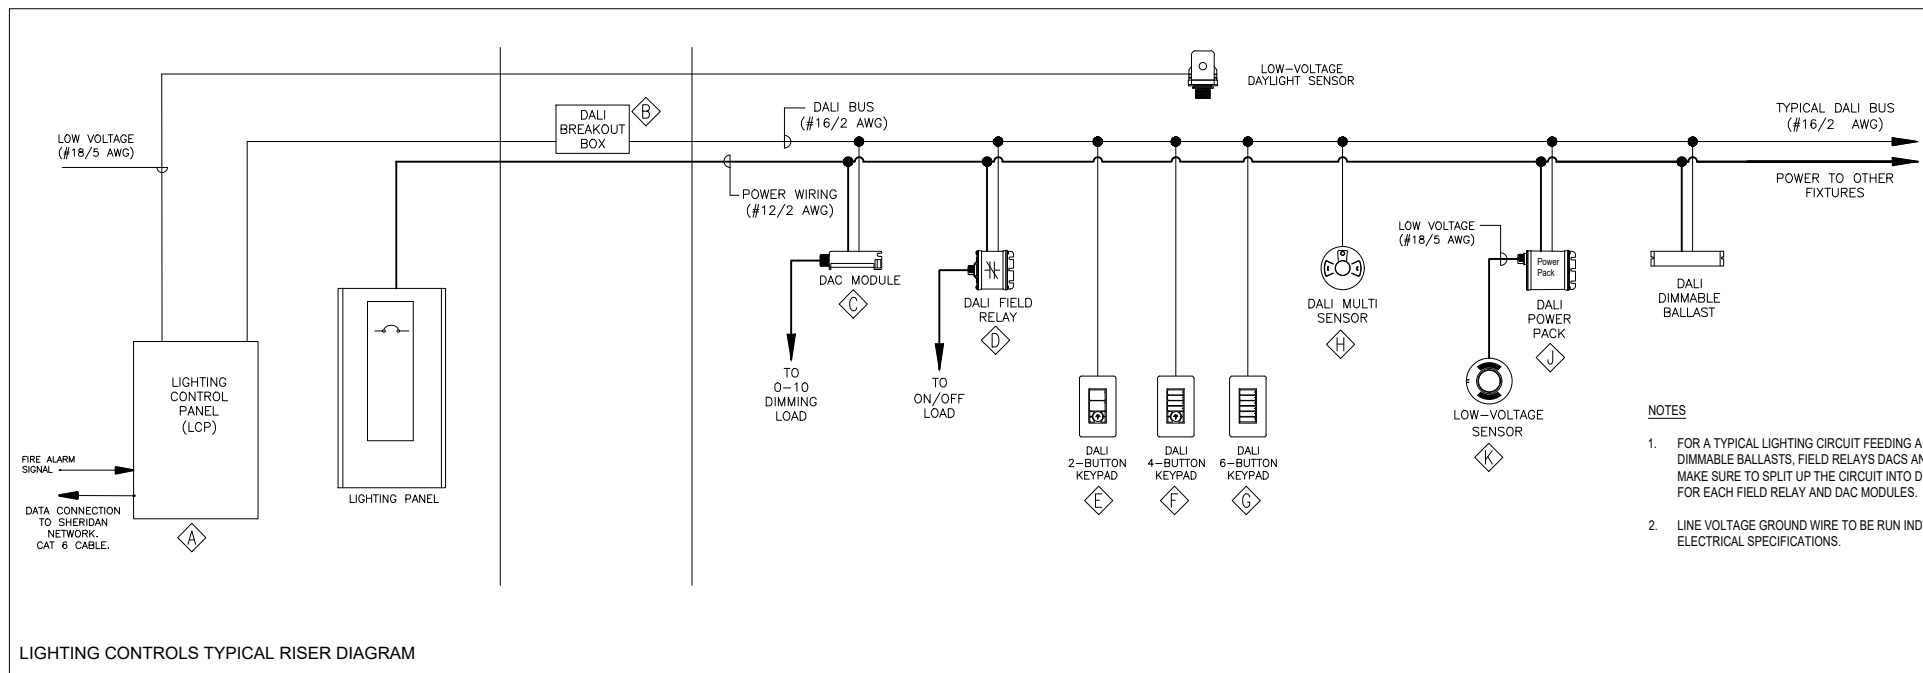 LOW-VOLTAGE
DAYLIGHT SENSOR
DALI
BREAKOUT
BOX
B
DALI BUS
(#16/2 AWG)
TYPICAL DALI BUS
(#16/2 AWG)
LOW VOLTAGE
(#18/5 AWG)
POWER WIRING
(#12/2 AWG)
POWER TO OTHER
FIXTURES
LOW VOLTAGE
(#18/5 AWG)
DAC MODULE
C
DALI FIELD
RELAY
D
DALI MULTI
SENSOR
H
Power
Pack
DALI
POWER
PACK
J
DALI
DIMMABLE
BALLAST
LIGHTING
CONTROL
PANEL
(LCP)
TO
0-10
DIMMING
LOAD
TO
ON/OFF
LOAD
DALI
2-BUTTON
KEYPAD
E
DALI
4-BUTTON
KEYPAD
F
DALI
6-BUTTON
KEYPAD
G
LOW-VOLTAGE
SENSOR
K
FIRE ALARM
SIGNAL
DATA CONNECTION
TO SHERIDAN
NETWORK.
CAT 6 CABLE.
A
LIGHTING PANEL
NOTES
1. FOR A TYPICAL LIGHTING CIRCUIT FEEDING A
DIMMABLE BALLASTS, FIELD RELAYS DACS AN
MAKE SURE TO SPLIT UP THE CIRCUIT INTO D
FOR EACH FIELD RELAY AND DAC MODULES.
2. LINE VOLTAGE GROUND WIRE TO BE RUN IND
ELECTRICAL SPECIFICATIONS.
LIGHTING CONTROLS TYPICAL RISER DIAGRAM